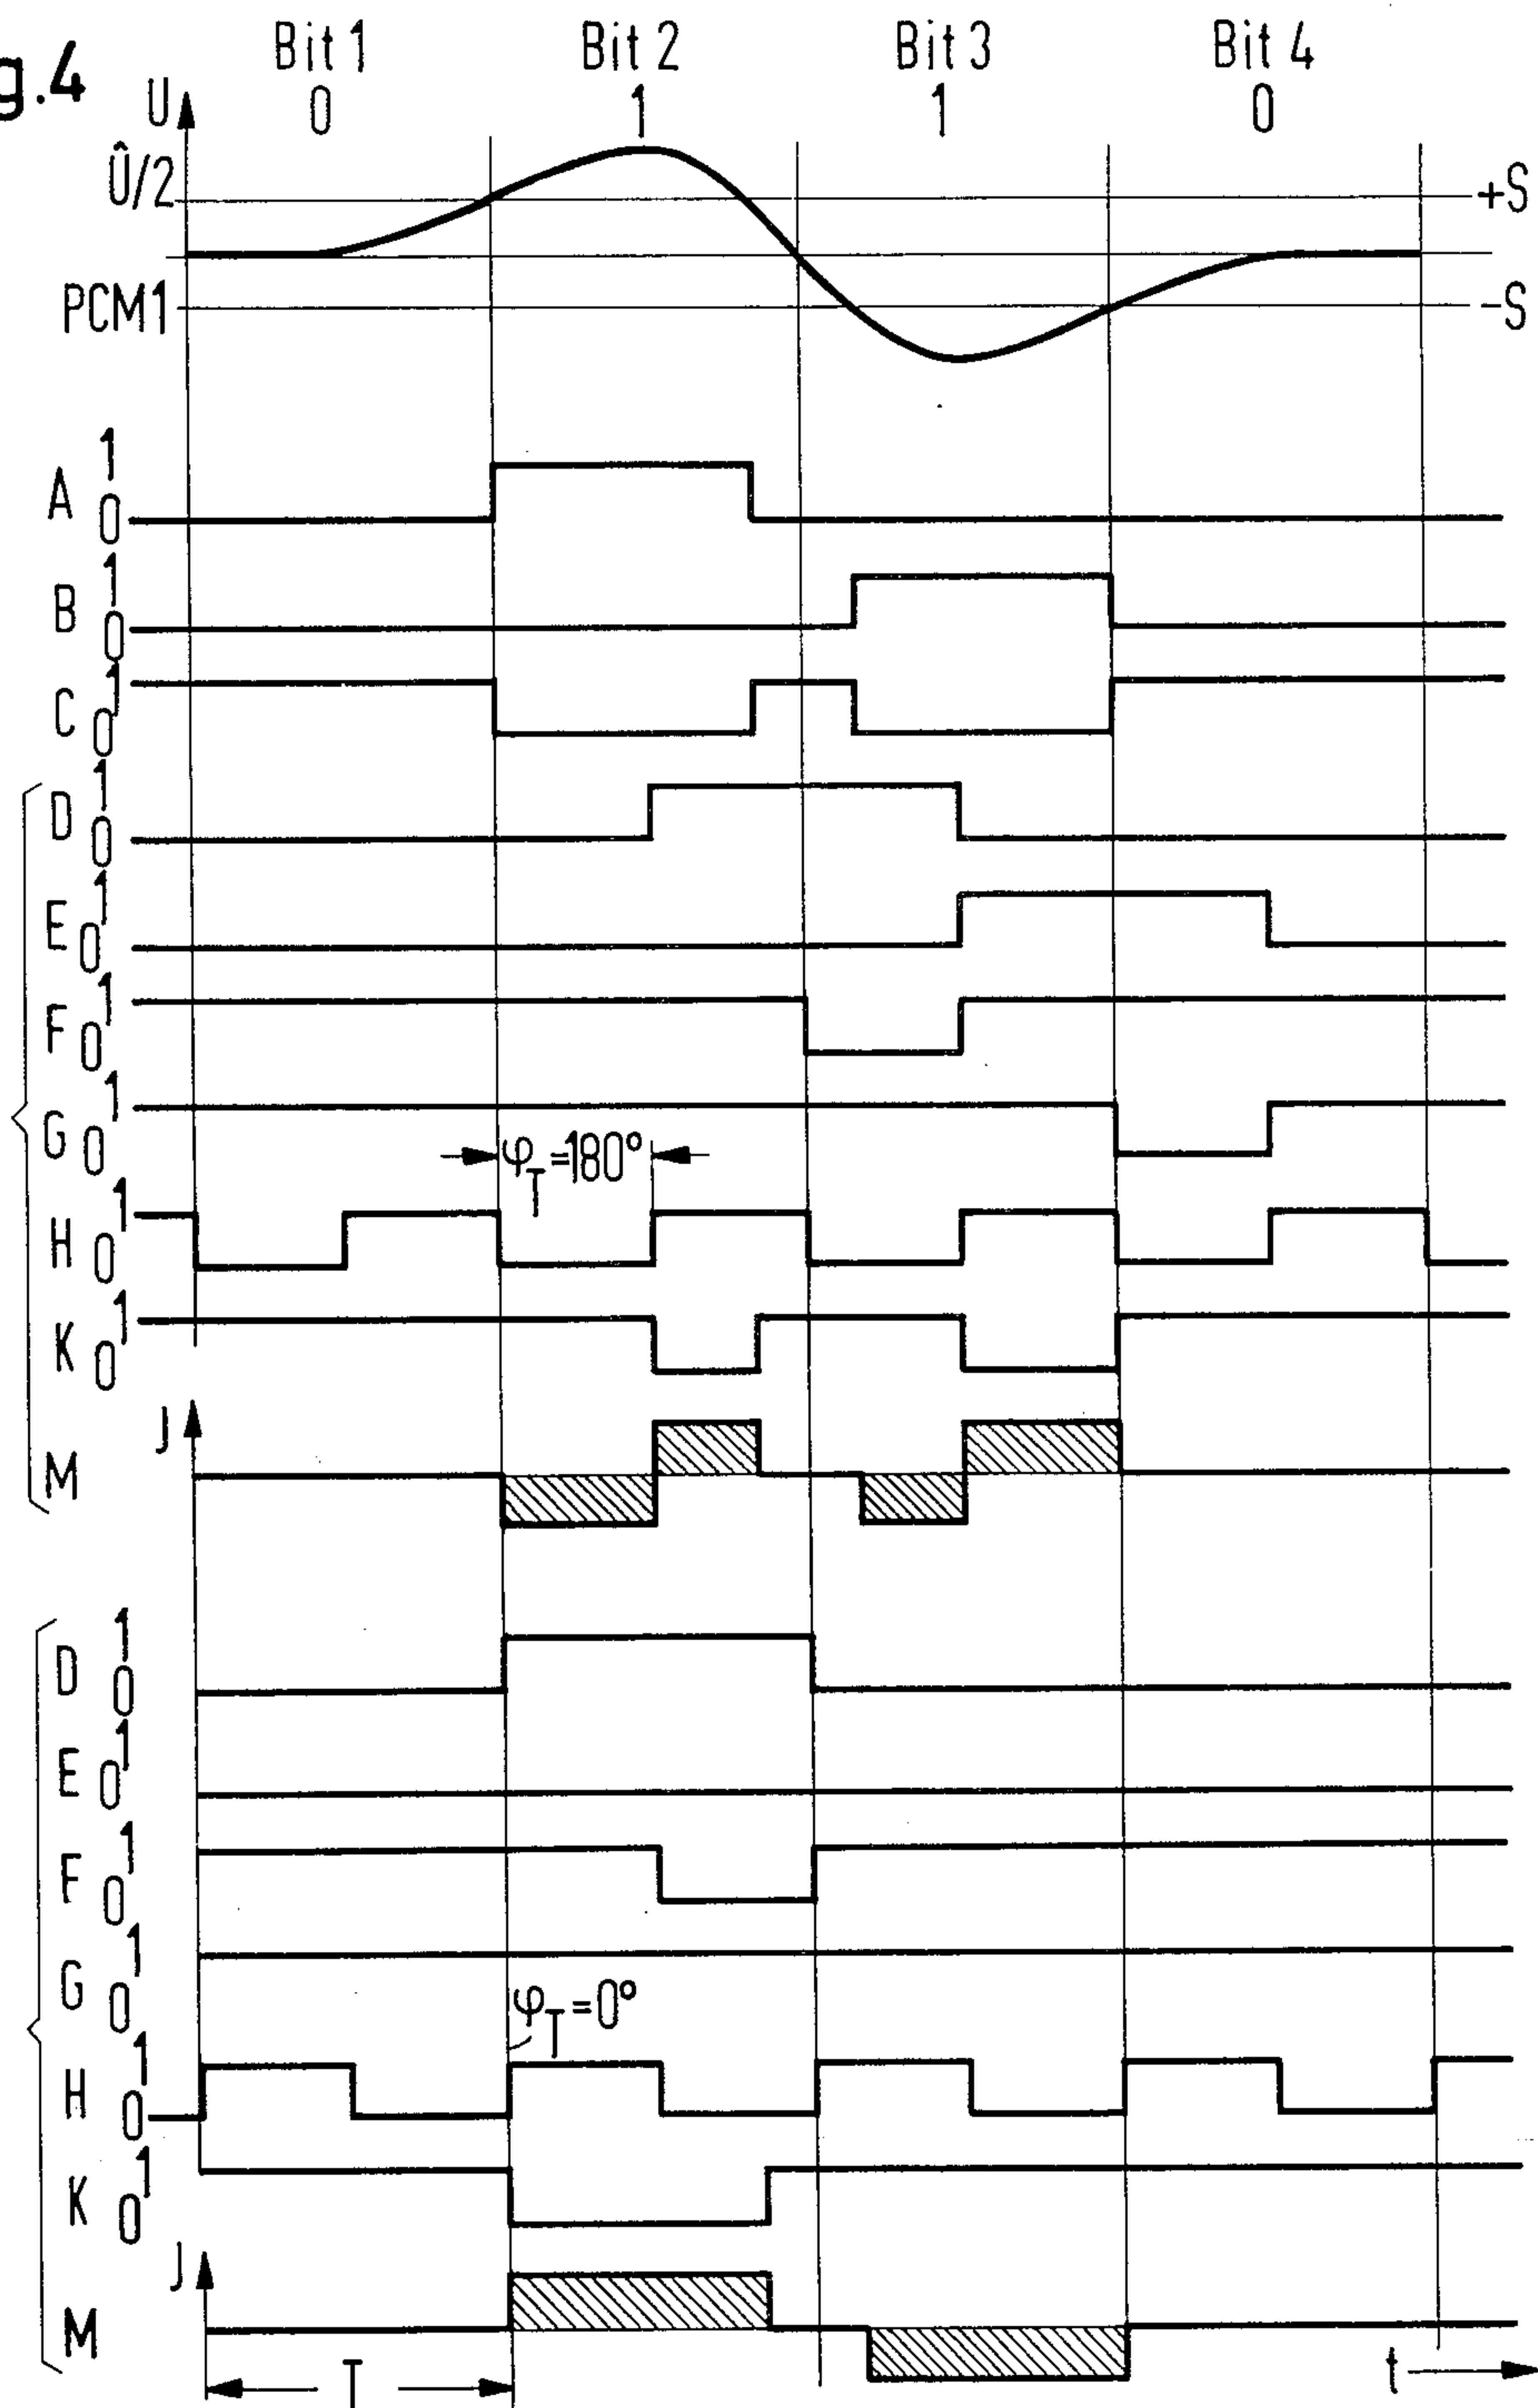 g.4
Bit 1 Bit 2 Bit 3 Bit 4
0 1 1 0
U
Û/2 +S
PCM1 -S
A 1 0
B 1 0
C 1 0
D 1 0
E 1 0
F 1 0
G 1 0
φT=180°
H 1 0
K 1 0
J
M
D 1 0
E 1 0
F 1 0
G 1 0
φT=0°
H 1 0
K 1 0
J
M
T t